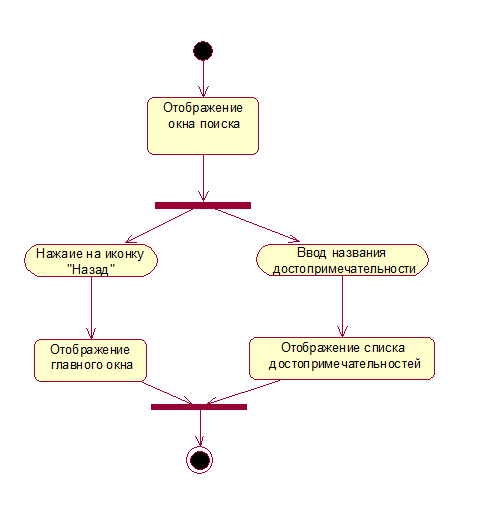 Отображение
окна поиска
Нажаие на иконку
"Назад"
Ввод названия
достопримечательности
Отображение
главного окна
Отображение списка
достопримечательностей